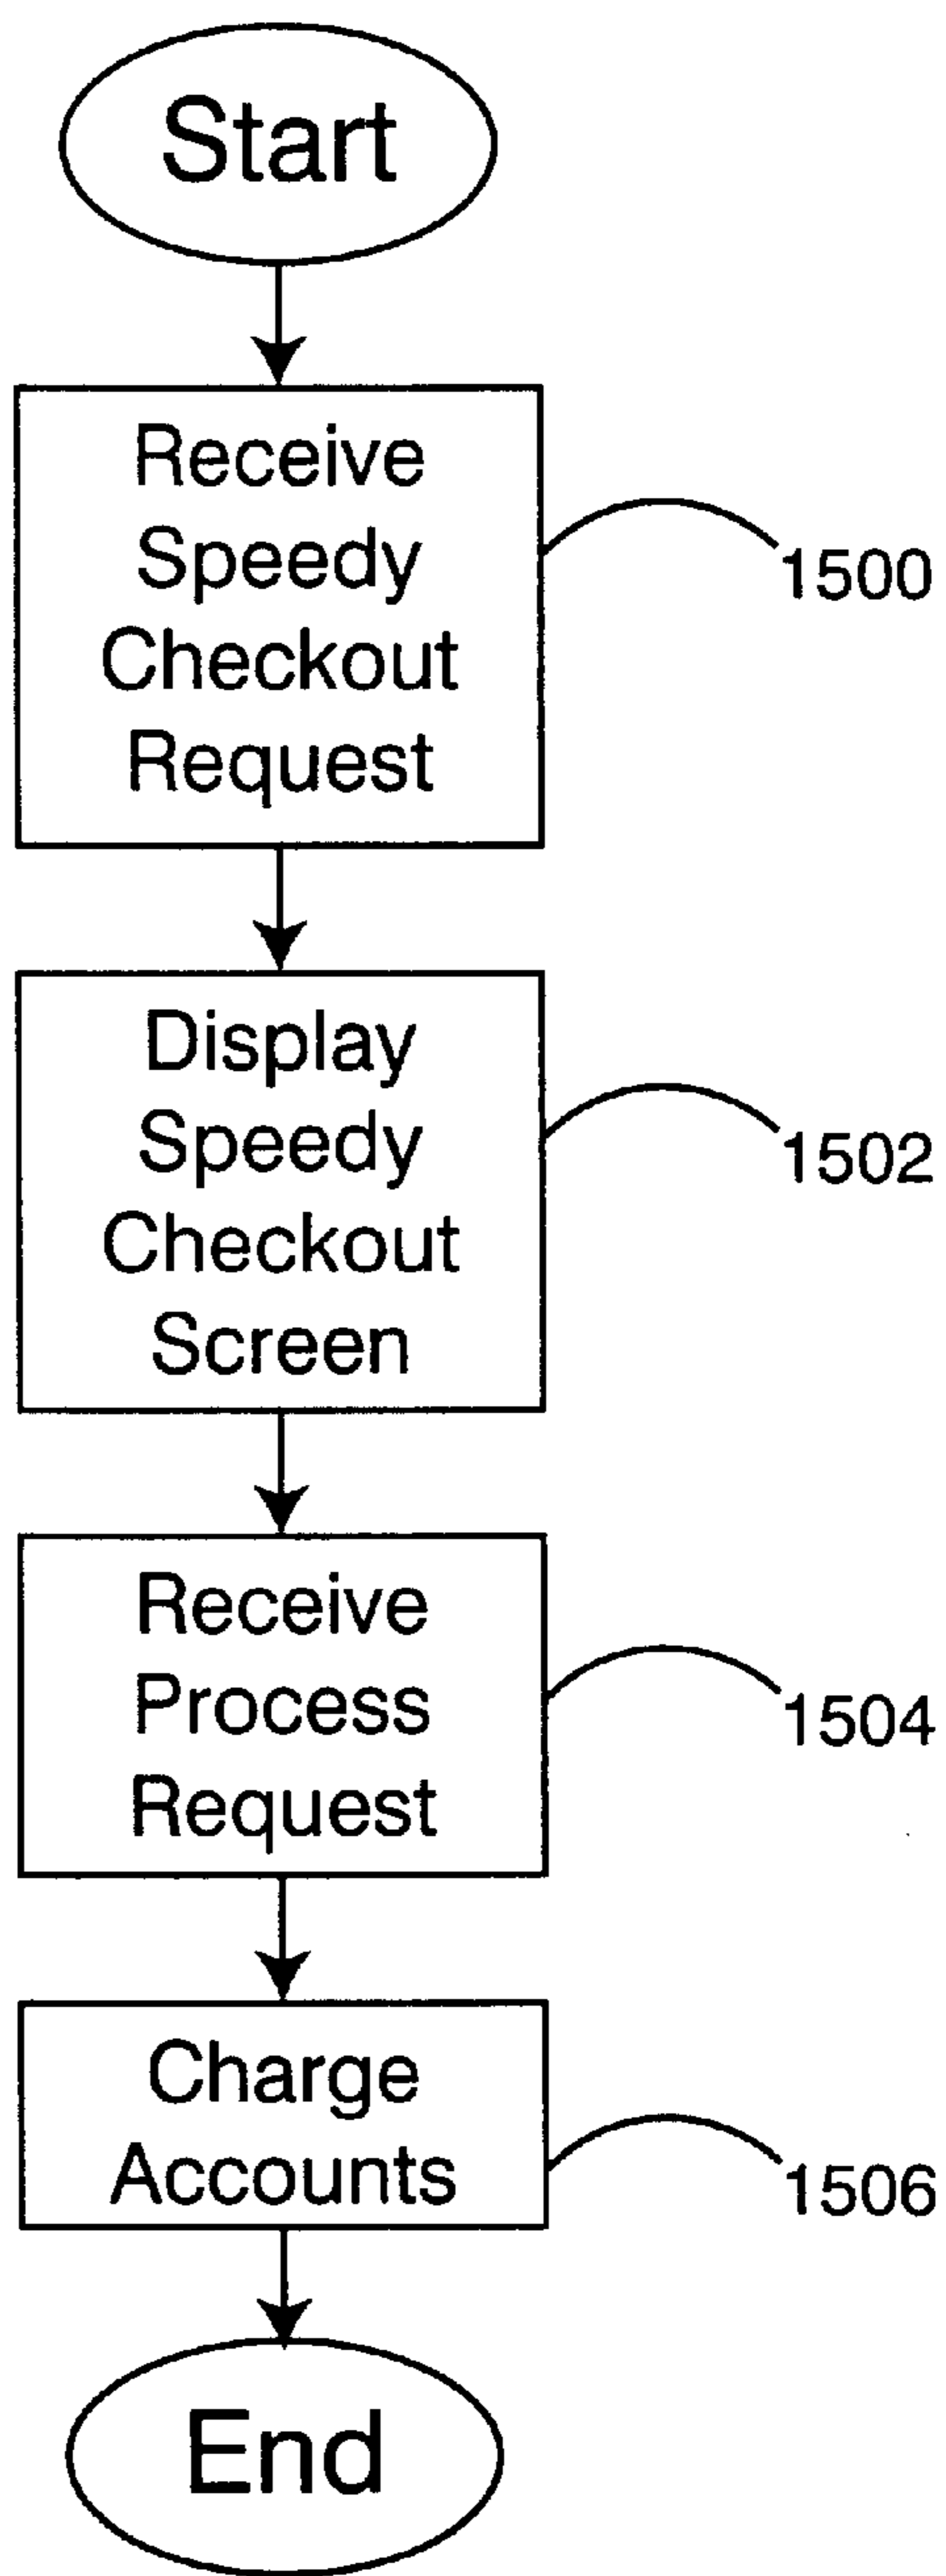 Start
Receive
Speedy
Checkout
Request
1500
Display
Speedy
Checkout
Screen
1502
Receive
Process
Request
1504
Charge
Accounts
1506
End